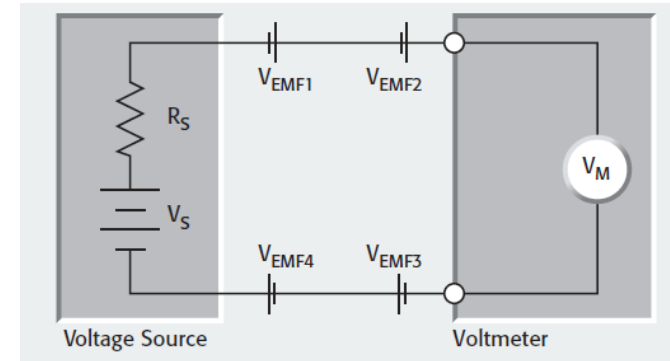 VEMF1 VEMF2
RS
VM
VS
VEMF4 VEMF3
Voltage Source Voltmeter